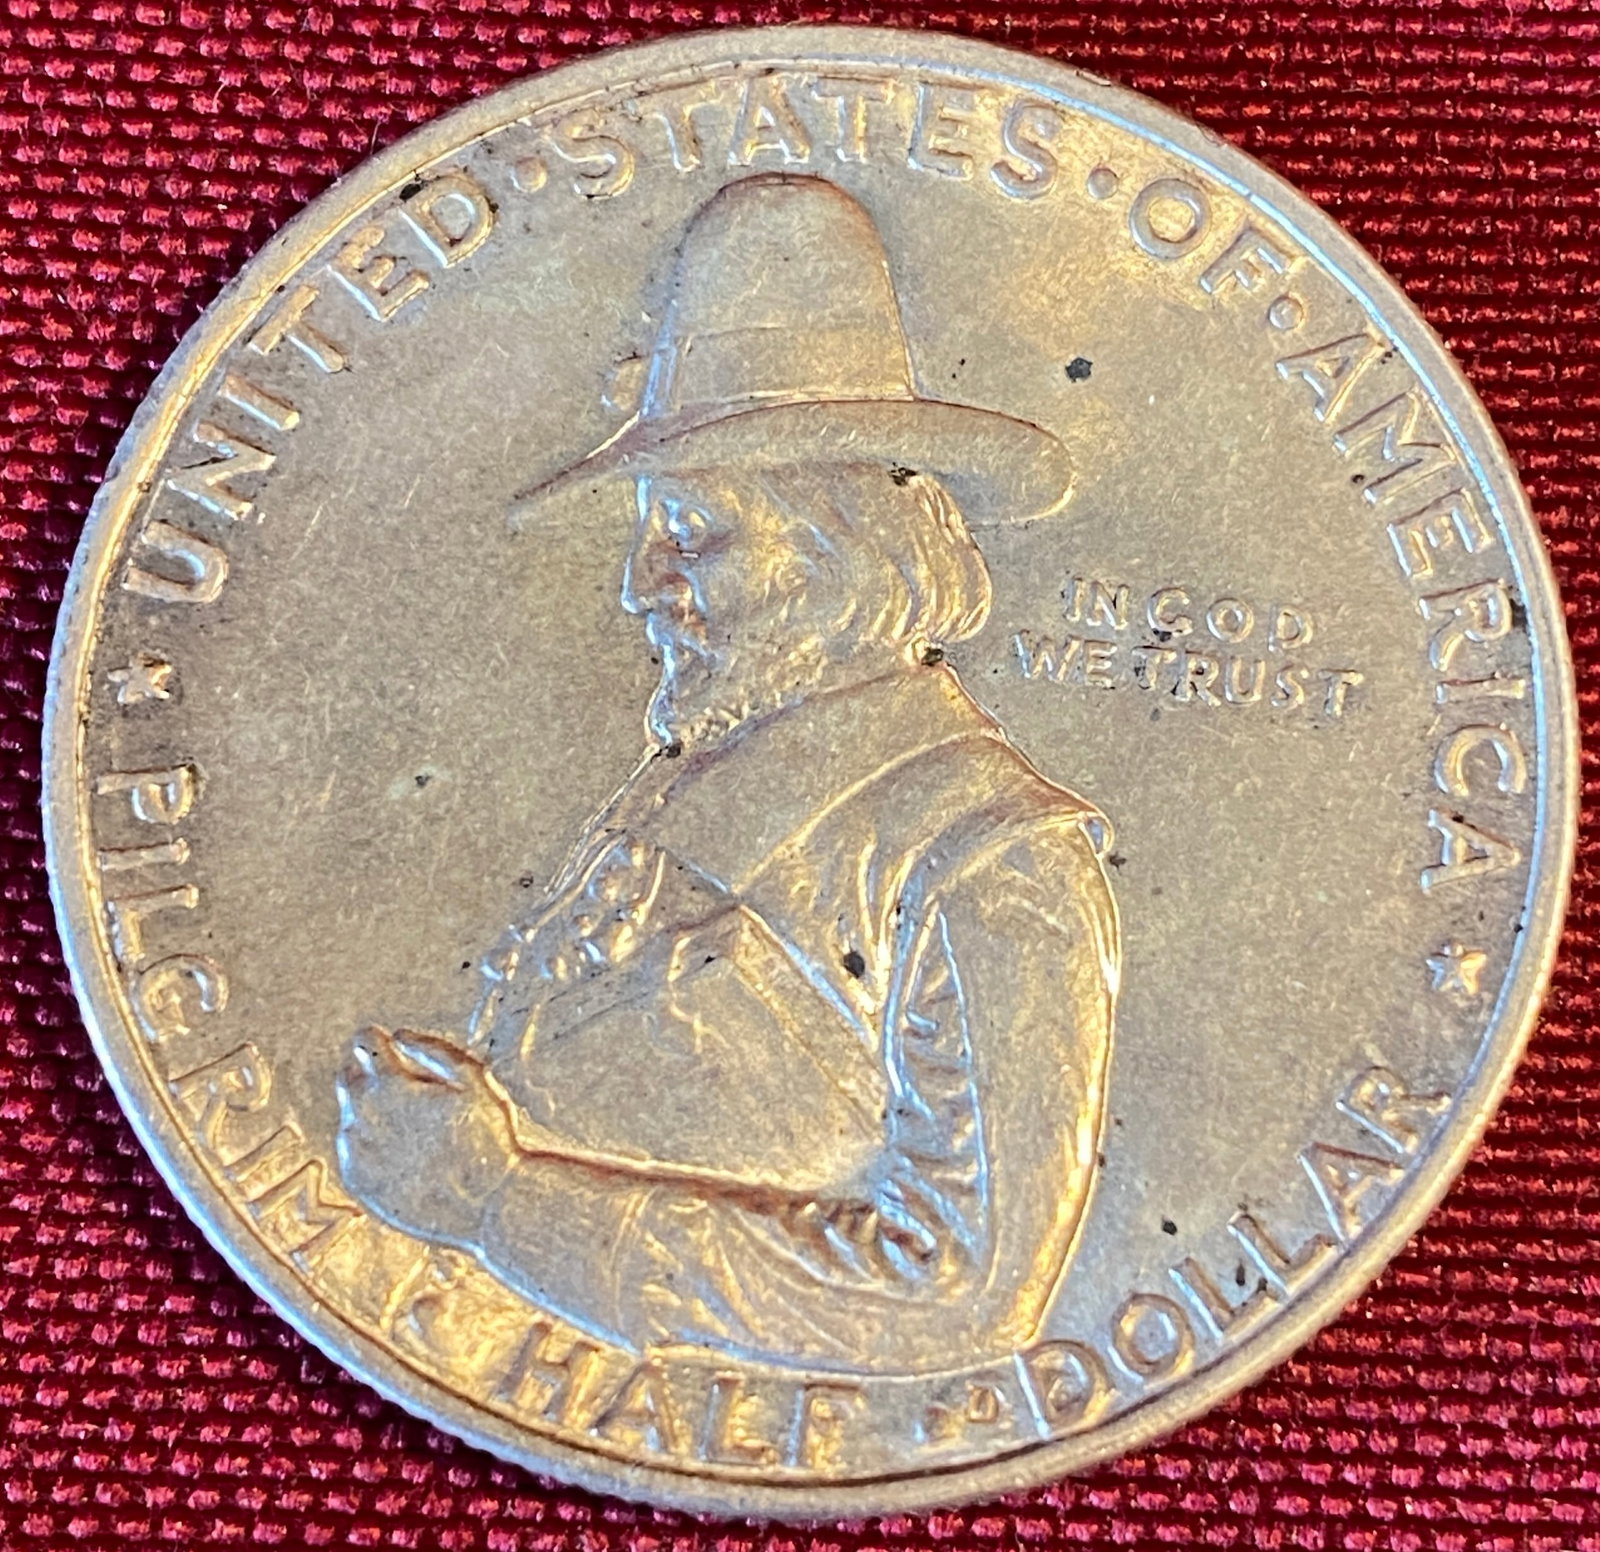 UNITED · STATES · OF · AMERICA
IN GOD
WE TRUST
PILGRIM HALF DOLLAR
D